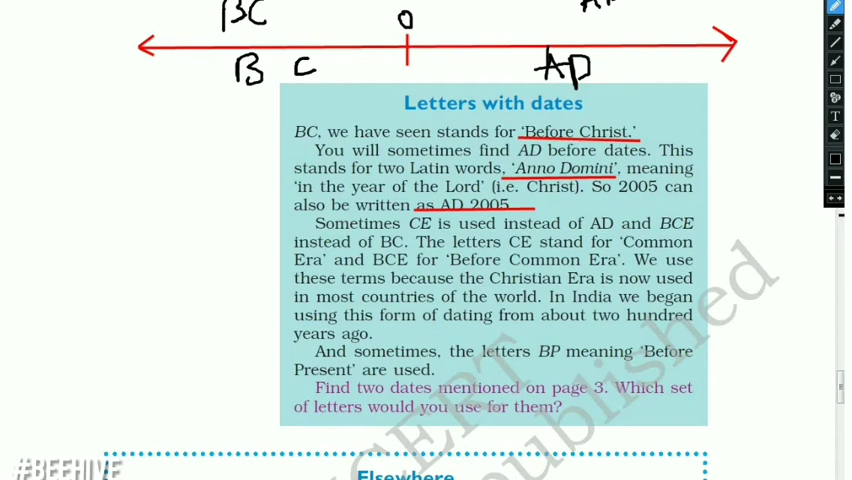 BC
0
B C AD
Letters with dates
BC, we have seen stands for 'Before Christ.'
You will sometimes find AD before dates. This
stands for two Latin words, 'Anno Domini', meaning
'in the year of the Lord' (i.e. Christ). So 2005 can
also be written as AD 2005.
Sometimes CE is used instead of AD and BCE
instead of BC. The letters CE stand for 'Common
Era' and BCE for 'Before Common Era'. We use
these terms because the Christian Era is now used
in most countries of the world. In India we began
using this form of dating from about two hundred
years ago.
And sometimes, the letters BP meaning 'Before
Present' are used.
Find two dates mentioned on page 3. Which set
of letters would you use for them?
#BEEHIVE
Elsewhere